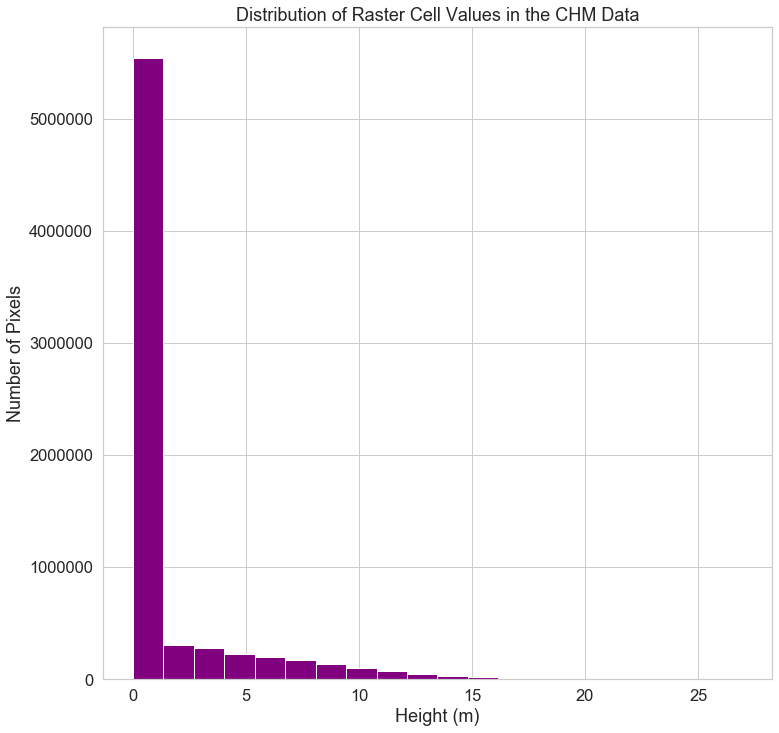 Distribution of Raster Cell Values in the CHM Data
Number of Pixels
5000000
4000000
3000000
2000000
1000000
0
0 5 10 15 20 25
Height (m)